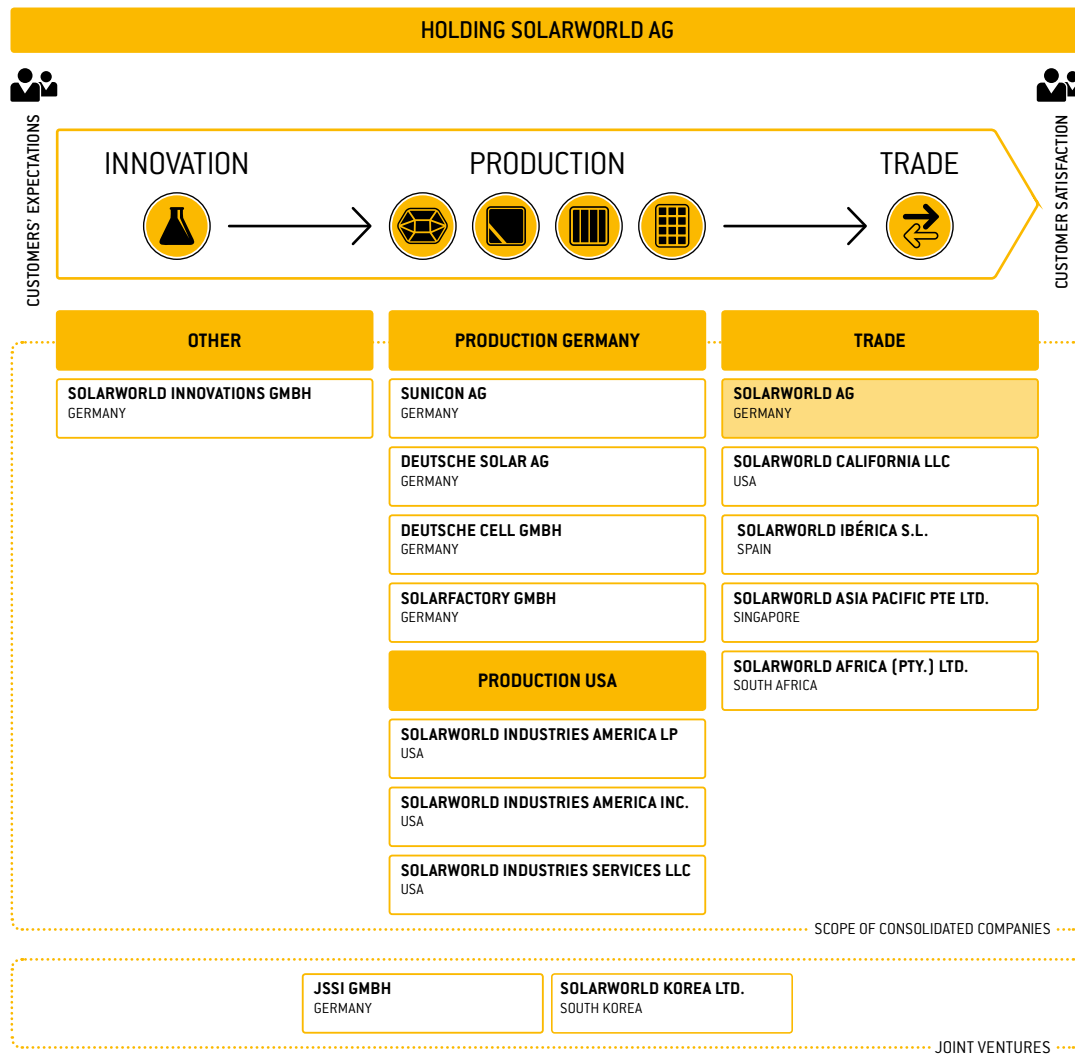 HOLDING SOLARWORLD AG
CUSTOMERS' EXPECTATIONS
INNOVATION
PRODUCTION
TRADE
CUSTOMER SATISFACTION
OTHER
SOLARWORLD INNOVATIONS GMBH
GERMANY
PRODUCTION GERMANY
SUNICON AG
GERMANY
DEUTSCHE SOLAR AG
GERMANY
DEUTSCHE CELL GMBH
GERMANY
SOLARFACTORY GMBH
GERMANY
PRODUCTION USA
SOLARWORLD INDUSTRIES AMERICA LP
USA
SOLARWORLD INDUSTRIES AMERICA INC.
USA
SOLARWORLD INDUSTRIES SERVICES LLC
USA
TRADE
SOLARWORLD AG
GERMANY
SOLARWORLD CALIFORNIA LLC
USA
SOLARWORLD IBÉRICA S.L.
SPAIN
SOLARWORLD ASIA PACIFIC PTE LTD.
SINGAPORE
SOLARWORLD AFRICA (PTY.) LTD.
SOUTH AFRICA
SCOPE OF CONSOLIDATED COMPANIES
JSSI GMBH
GERMANY
SOLARWORLD KOREA LTD.
SOUTH KOREA
JOINT VENTURES